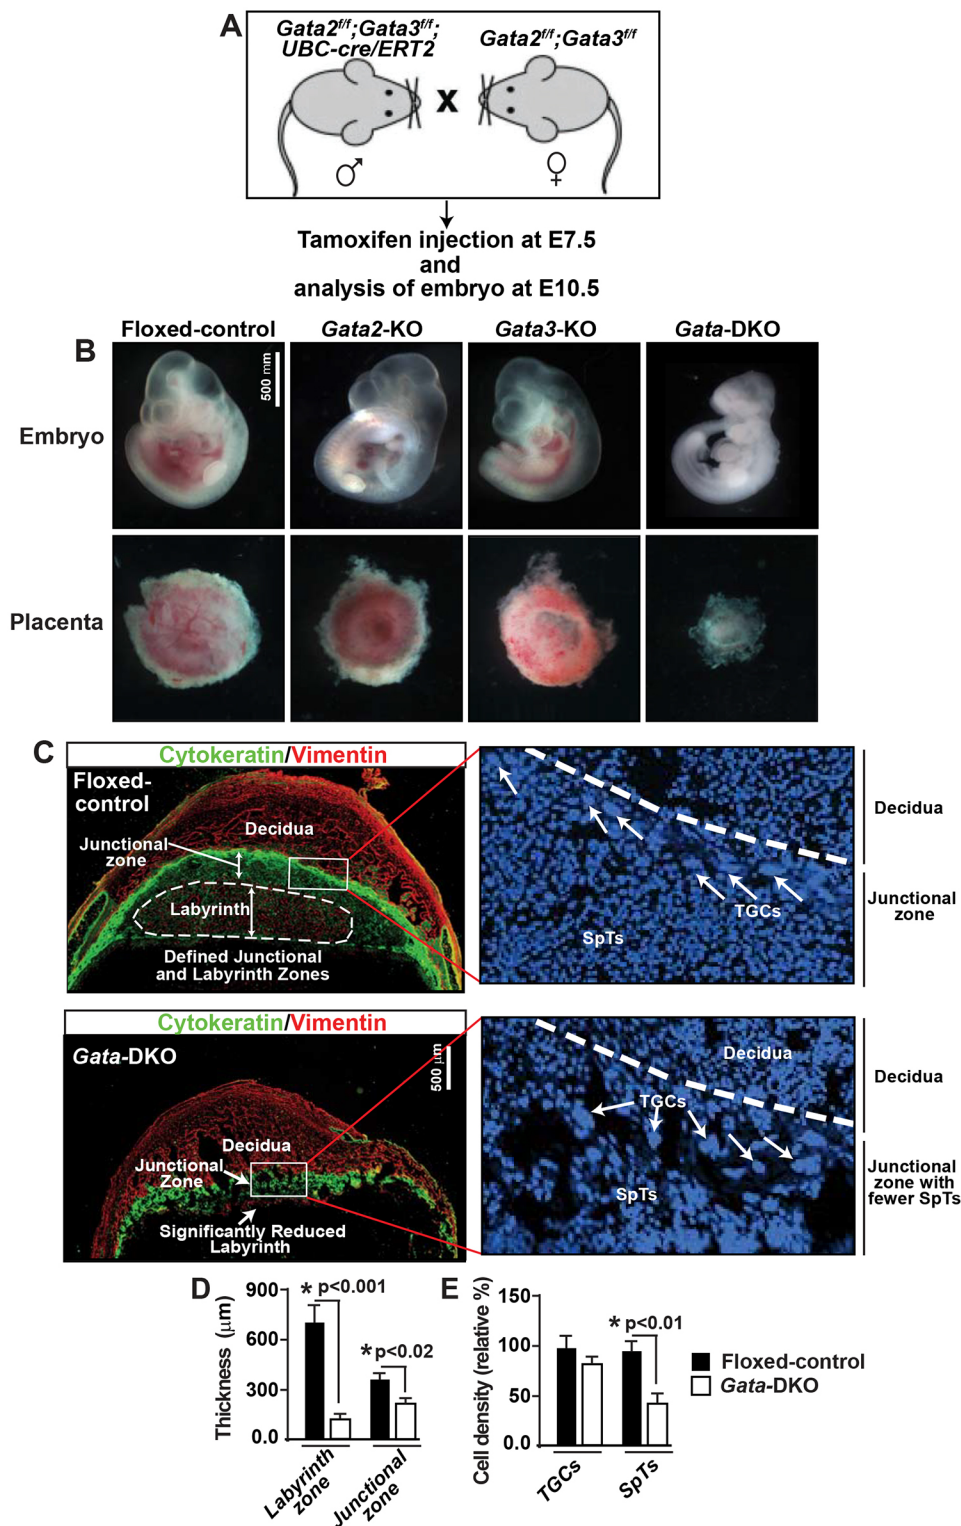 A
Gata2f/f;Gata3f/f;
UBC-cre/ERT2
Gata2f/f;Gata3f/f
X
♂
♀
Tamoxifen injection at E7.5
and
analysis of embryo at E10.5
B
Floxed-control
Gata2-KO
Gata3-KO
Gata-DKO
500 mm
Embryo
Placenta
C
Cytokeratin/Vimentin
Floxed-
control
Decidua
Junctional
zone
Labyrinth
Defined Junctional
and Labyrinth Zones
TGCs
SpTs
Decidua
Junctional
zone
Cytokeratin/Vimentin
Gata-DKO
500 μm
Decidua
Junctional
Zone
Significantly Reduced
Labyrinth
Decidua
TGCs
SpTs
Decidua
Junctional
zone with
fewer SpTs
D
Thickness (μm)
900
600
300
0.0
* p<0.001
* p<0.02
Labyrinth
zone
Junctional
zone
E
Cell density (relative %)
150
100
50
0.0
* p<0.01
TGCs
SpTs
Floxed-control
Gata-DKO